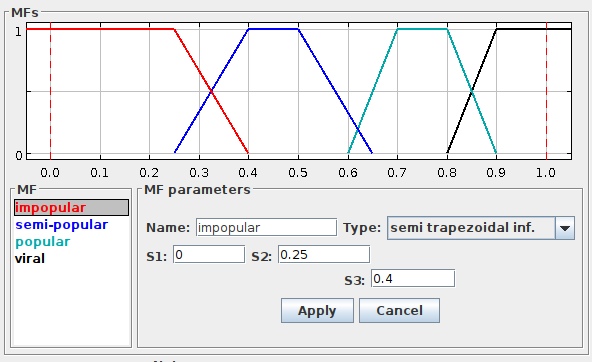 MFs
1
0
0.0 0.1 0.2 0.3 0.4 0.5 0.6 0.7 0.8 0.9 1.0
MF
impopular
semi-popular
popular
viral
MF parameters
Name: impopular Type: semi trapezoidal inf.
S1: 0 S2: 0.25
S3: 0.4
Apply Cancel